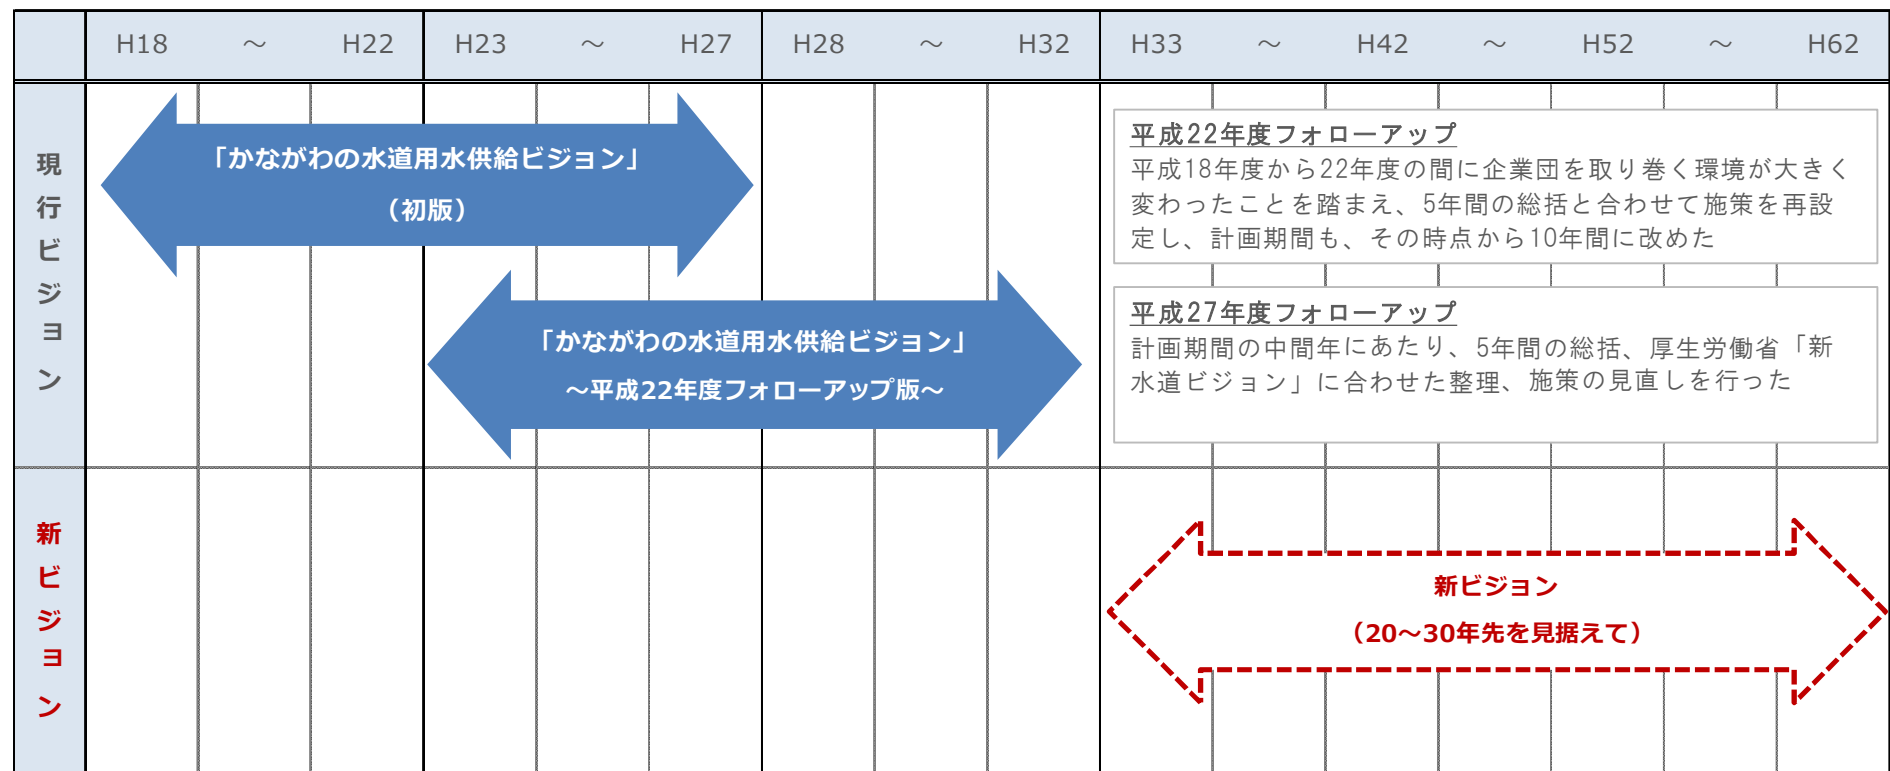 H18 ～ H22 H23 ～ H27 H28 ～ H32 H33 ～ H42 ～ H52 ～ H62
現行ビジョン
「かながわの水道用水供給ビジョン」
（初版）
「かながわの水道用水供給ビジョン」
～平成22年度フォローアップ版～
平成22年度フォローアップ
平成18年度から22年度の間に企業団を取り巻く環境が大きく
変わったことを踏まえ、5年間の総括と合わせて施策を再設
定し、計画期間も、その時点から10年間に改めた
平成27年度フォローアップ
計画期間の中間年にあたり、5年間の総括、厚生労働省「新
水道ビジョン」に合わせた整理、施策の見直しを行った
新ビジョン
新ビジョン
（20～30年先を見据えて）